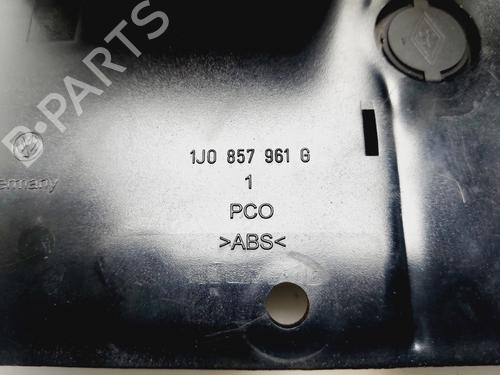 B-PARTS
1J0 857 961 G
1
ermany
PCO
>ABS<